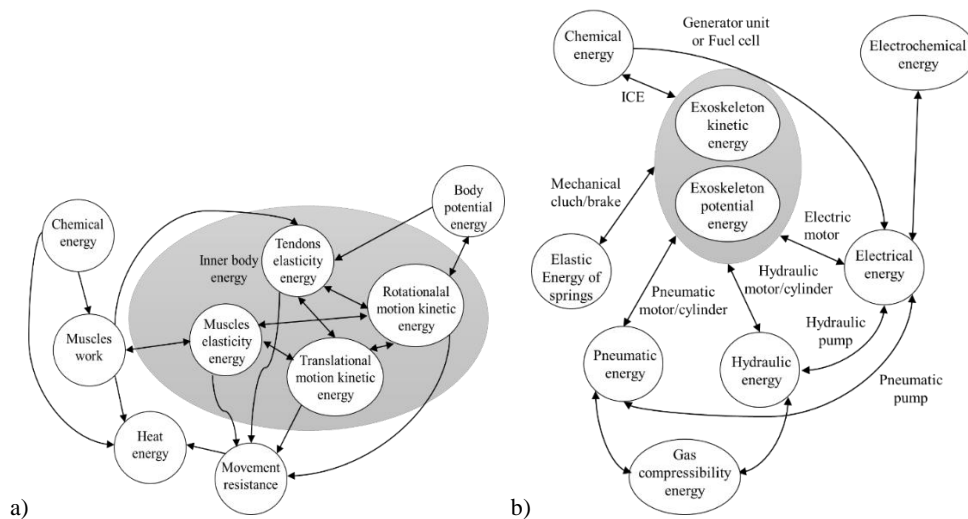 Chemical
energy
Muscles
work
Heat
energy
Inner body
energy
Tendons
elasticity
energy
Body
potential
energy
Rotationalal
motion kinetic
energy
Muscles
elasticity
energy
Translational
motion kinetic
energy
Movement
resistance
a)
Chemical
energy
Generator unit
or Fuel cell
Electrochemical
energy
ICE
Exoskeleton
kinetic
energy
Exoskeleton
potential
energy
Mechanical
cluch/brake
Elastic
Energy of
springs
Electric
motor
Electrical
energy
Pneumatic
motor/cylinder
Hydraulic
motor/cylinder
Hydraulic
pump
Pneumatic
energy
Hydraulic
energy
Pneumatic
pump
Gas
compressibility
energy
b)